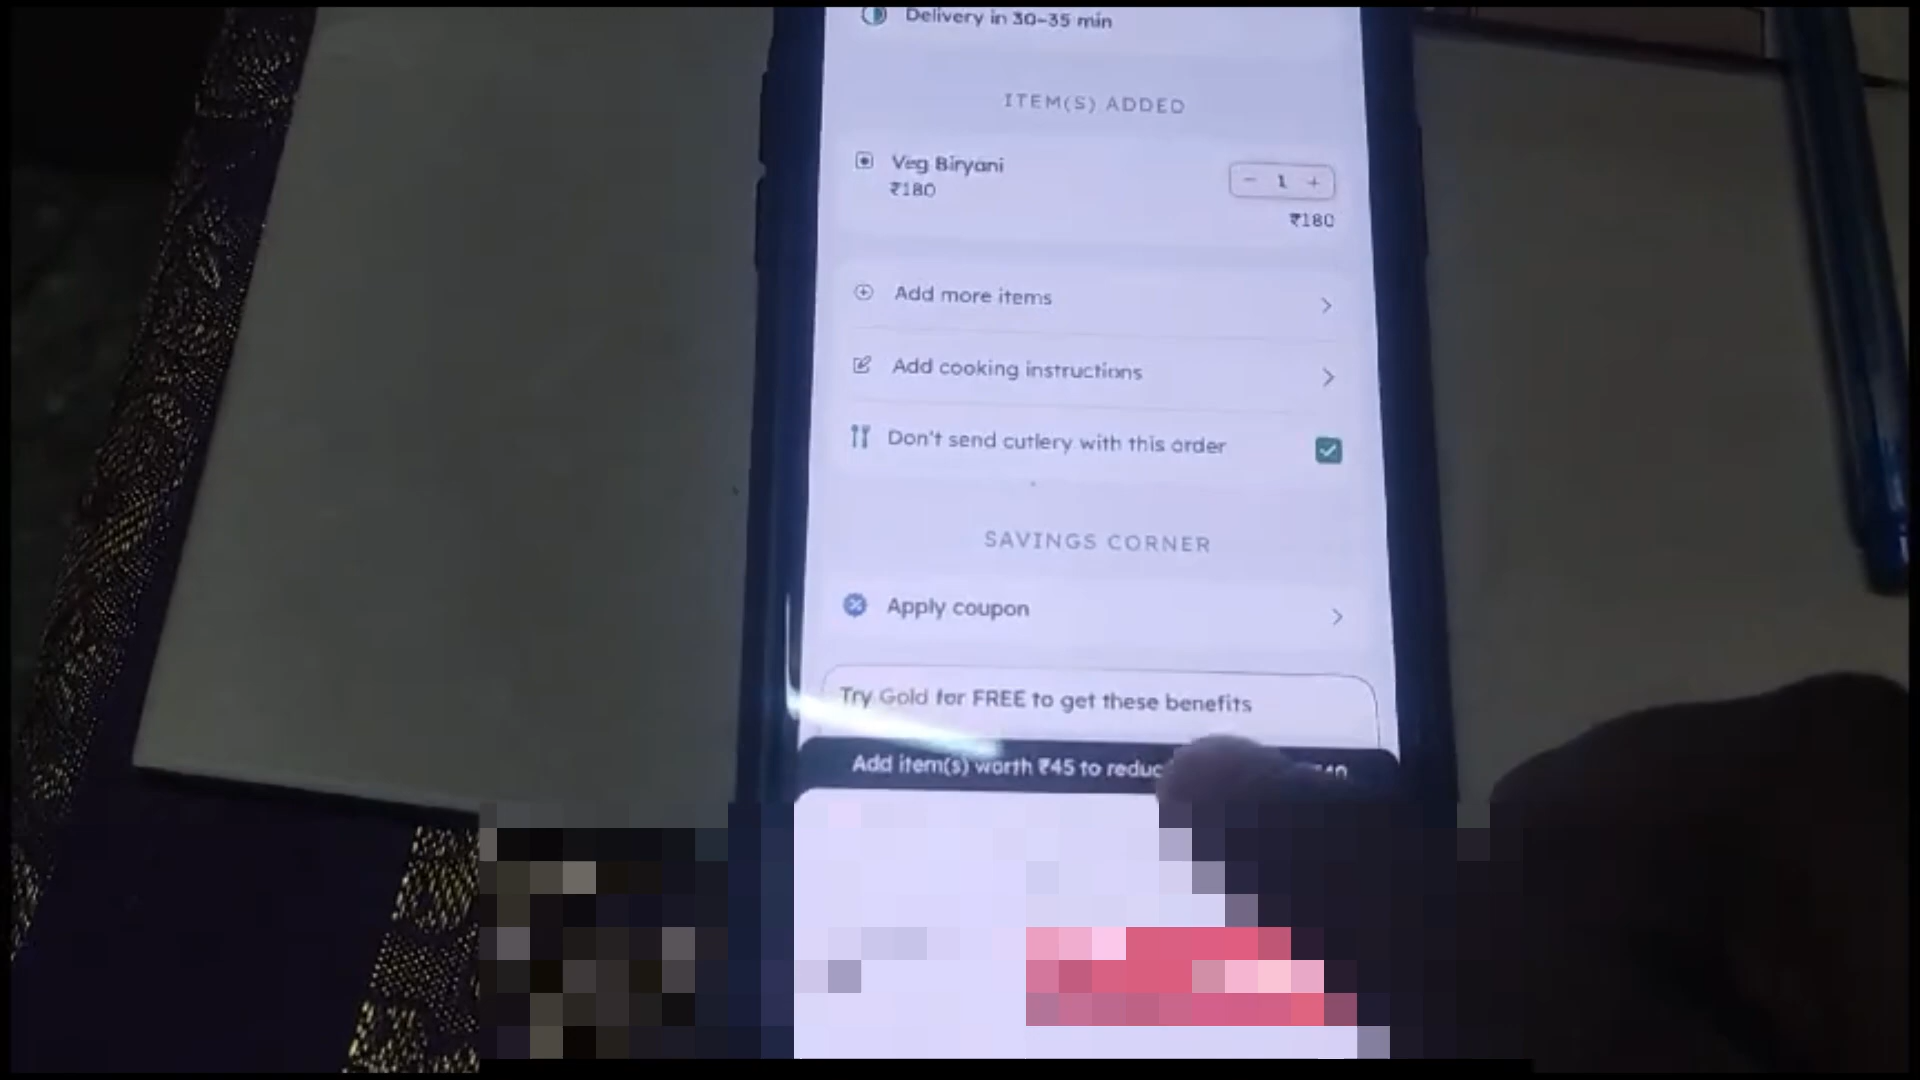 Delivery in 30–35 min
ITEM(S) ADDED
Veg Biryani
₹180
- 1 +
₹180
Add more items
Add cooking instructions
Don't send cutlery with this order
SAVINGS CORNER
Apply coupon
Try Gold for FREE to get these benefits
Add item(s) worth ₹45 to